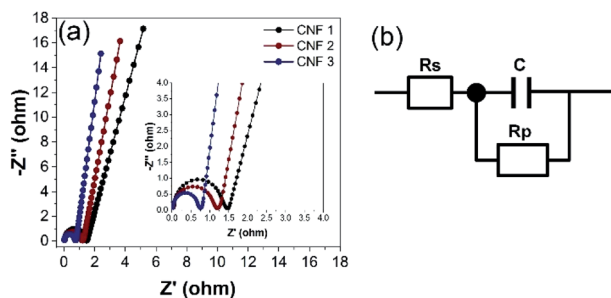 (a)
CNF 1
CNF 2
CNF 3
-Z'' (ohm)
18
16
14
12
10
8
6
4
2
0
0 2 4 6 8 10 12 14 16 18
Z' (ohm)
-Z'' (ohm)
4.0
3.5
3.0
2.5
2.0
1.5
1.0
0.5
0.0
0.0 0.5 1.0 1.5 2.0 2.5 3.0 3.5 4.0
Z' (ohm)
(b)
Rs
C
Rp